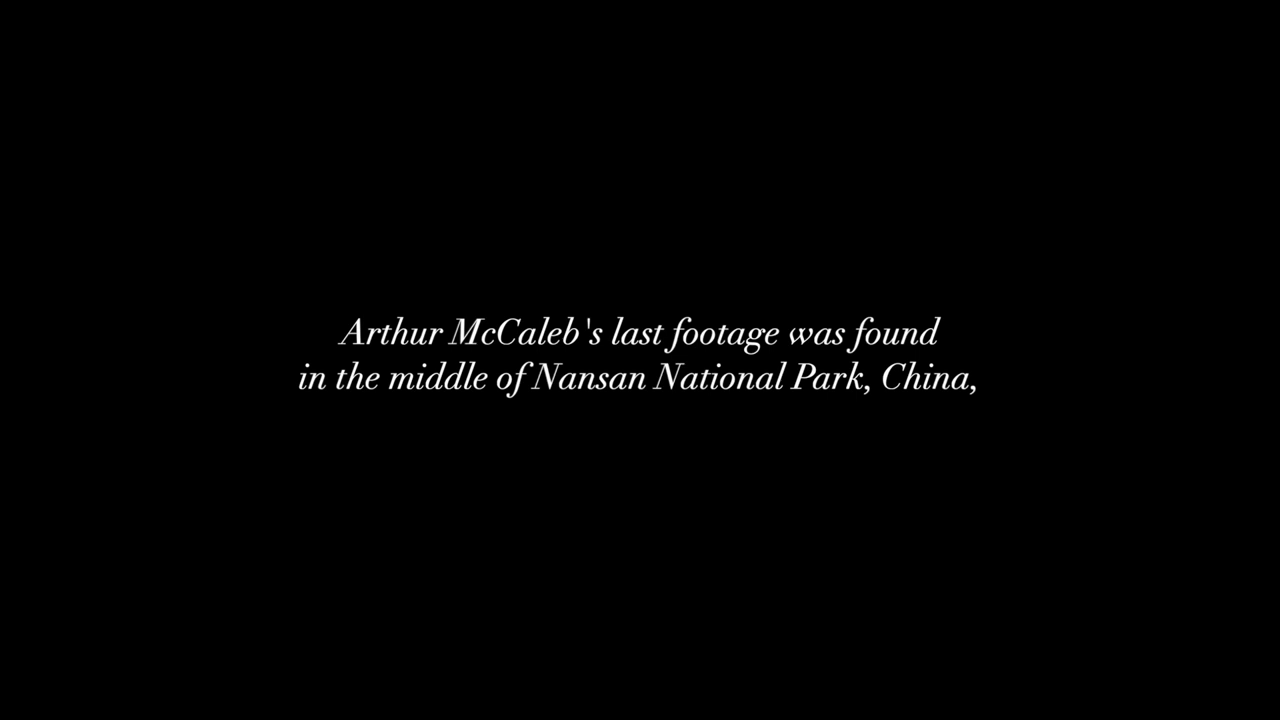 Arthur McCaleb's last footage was found
in the middle of Nansan National Park, China,